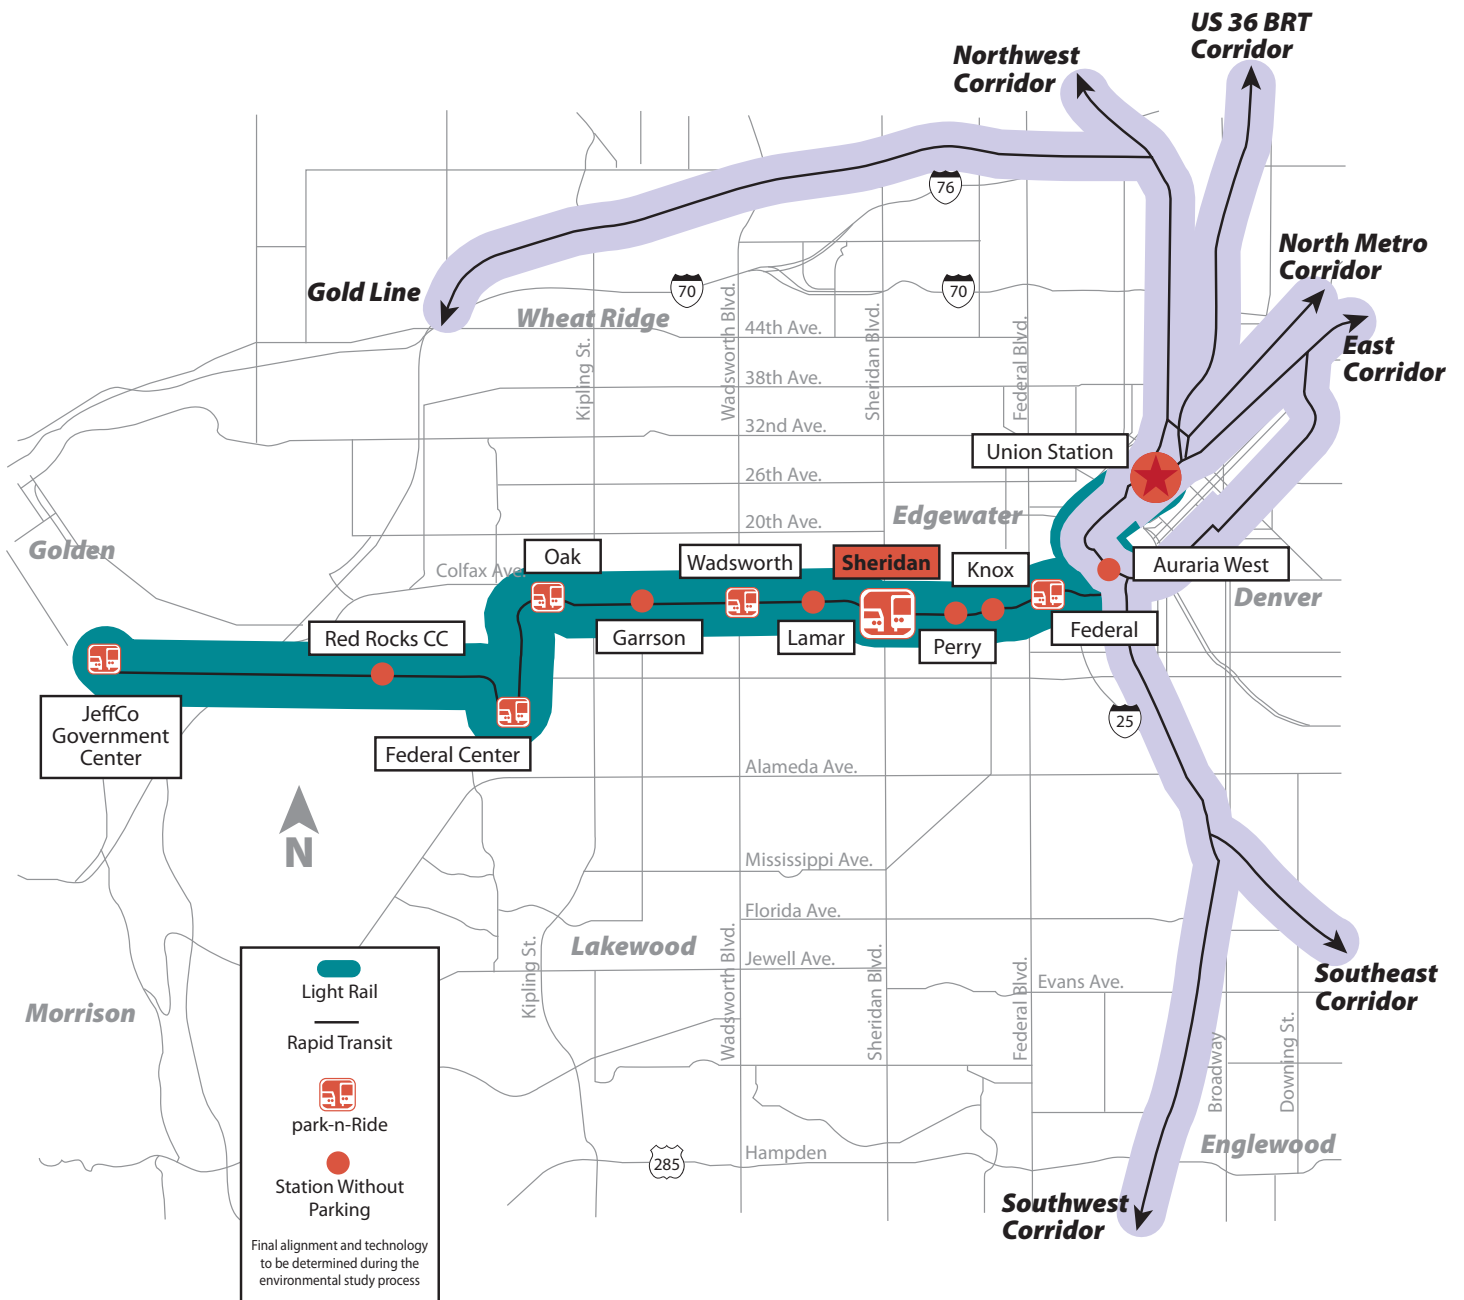 US 36 BRT
Corridor
Northwest
Corridor
76
North Metro
Corridor
Gold Line
70
70
Wheat Ridge
44th Ave.
East
Corridor
Kipling St.
Wadsworth Blvd.
Sheridan Blvd.
Federal Blvd.
38th Ave.
32nd Ave.
Union Station
26th Ave.
20th Ave.
Edgewater
Golden
Oak
Colfax Ave.
Wadsworth
Sheridan
Knox
Auraria West
Denver
Red Rocks CC
Garrson
Lamar
Perry
Federal
JeffCo
Government
Center
Federal Center
25
Alameda Ave.
N
Mississippi Ave.
Florida Ave.
Lakewood
Jewell Ave.
Kipling St.
Wadsworth Blvd.
Sheridan Blvd.
Federal Blvd.
Evans Ave.
Southeast
Corridor
Morrison
Broadway
Downing St.
Light Rail
Rapid Transit
park-n-Ride
Station Without
Parking
Final alignment and technology
to be determined during the
environmental study process
285
Hampden
Englewood
Southwest
Corridor